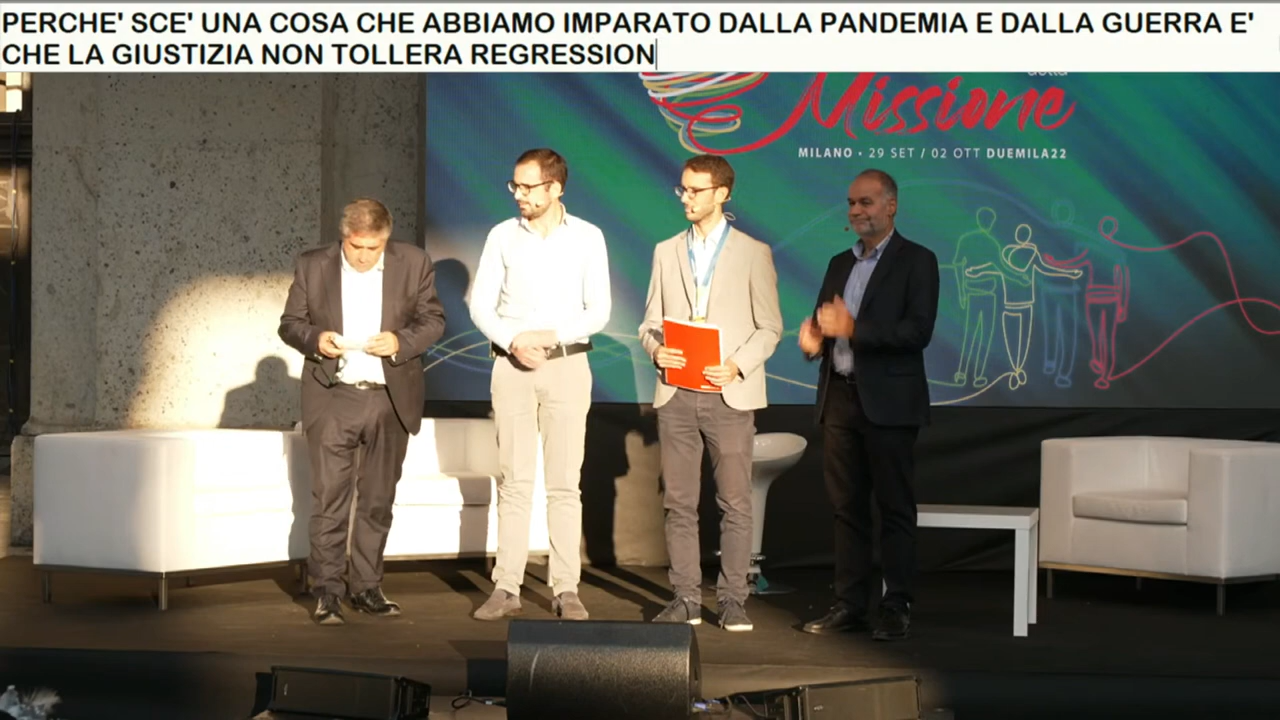 PERCHE' SCE' UNA COSA CHE ABBIAMO IMPARATO DALLA PANDEMIA E DALLA GUERRA E'
CHE LA GIUSTIZIA NON TOLLERA REGRESSION
della
Missione
MILANO • 29 SET / 02 OTT DUEMILA22